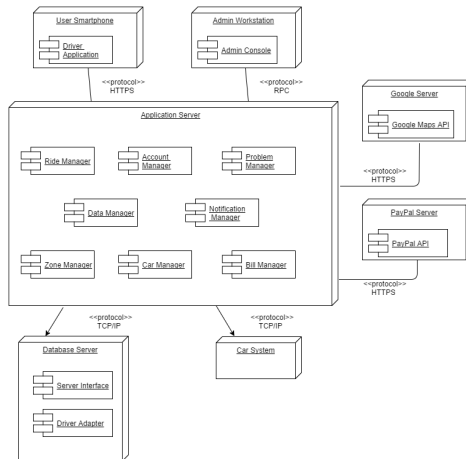 User Smartphone
Driver
Application
Admin Workstation
Admin Console
<<protocol>>
HTTPS
<<protocol>>
RPC
Google Server
Google Maps API
Application Server
Ride Manager
Account
Manager
Problem
Manager
<<protocol>>
HTTPS
Data Manager
Notification
Manager
PayPal Server
PayPal API
Zone Manager
Car Manager
Bill Manager
<<protocol>>
HTTPS
<<protocol>>
TCP/IP
<<protocol>>
TCP/IP
Database Server
Car System
Server Interface
Driver Adapter